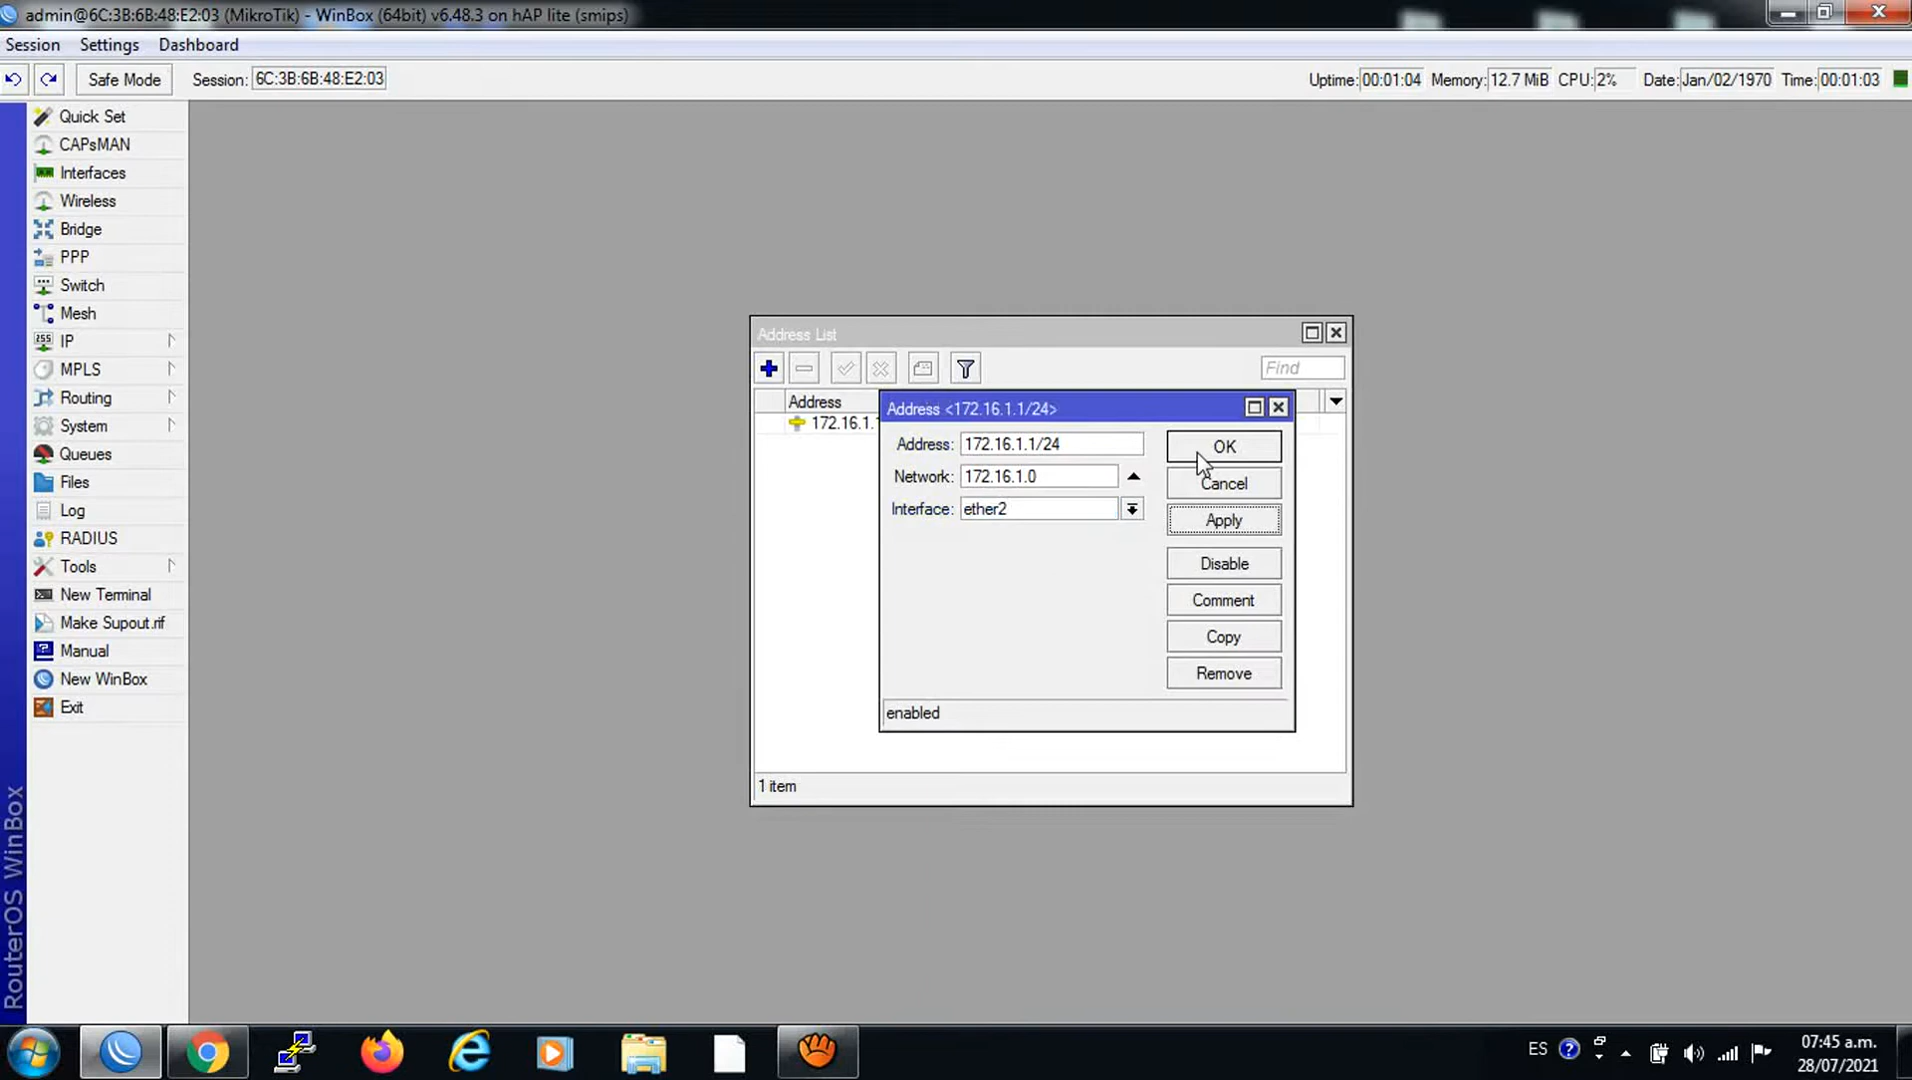 admin@6C:3B:6B:48:E2:03 (MikroTik) - WinBox (64bit) v6.48.3 on hAP lite (smips)
Session Settings Dashboard
Safe Mode Session: 6C:3B:6B:48:E2:03 Uptime: 00:01:04 Memory: 12.7 MiB CPU: 2% Date: Jan/02/1970 Time: 00:01:03
Quick Set
CAPsMAN
Interfaces
Wireless
Bridge
PPP
Switch
Mesh
255 IP
MPLS
Routing
System
Queues
Files
Log
RADIUS
Tools
New Terminal
Make Supout.rif
Manual
New WinBox
Exit
RouterOS WinBox
Address List
Find
Address
172.16.1.
Address <172.16.1.1/24>
Address: 172.16.1.1/24
Network: 172.16.1.0
Interface: ether2
OK
Cancel
Apply
Disable
Comment
Copy
Remove
enabled
1 item
ES
07:45 a.m.
28/07/2021